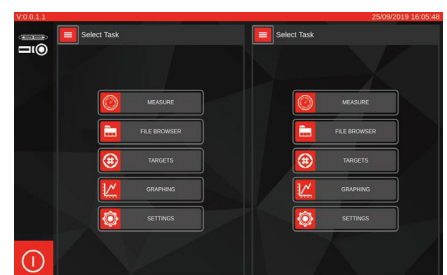 V:0.0.1.1 25/09/2019 16:05:48
Select Task Select Task
MEASURE MEASURE
FILE BROWSER FILE BROWSER
TARGETS TARGETS
GRAPHING GRAPHING
SETTINGS SETTINGS